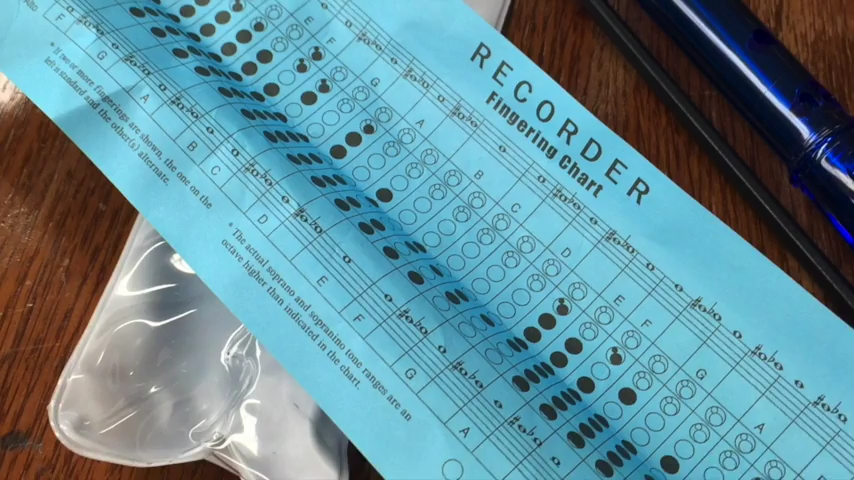 RECORDER
Fingering Chart
E
F
G
A
B
C
D
E
F
G
A
F
G
A
B
C
D
E
F
G
A
* If two or more fingerings are shown, the one on the
left is standard and the other(s) alternate.
* The actual soprano and sopranino tone ranges are an
octave higher than indicated in the chart.